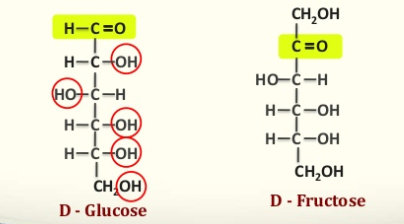 H–C=O
H–C–OH
HO–C–H
H–C–OH
H–C–OH
CH₂OH
D - Glucose
CH₂OH
C=O
HO–C–H
H–C–OH
H–C–OH
CH₂OH
D - Fructose